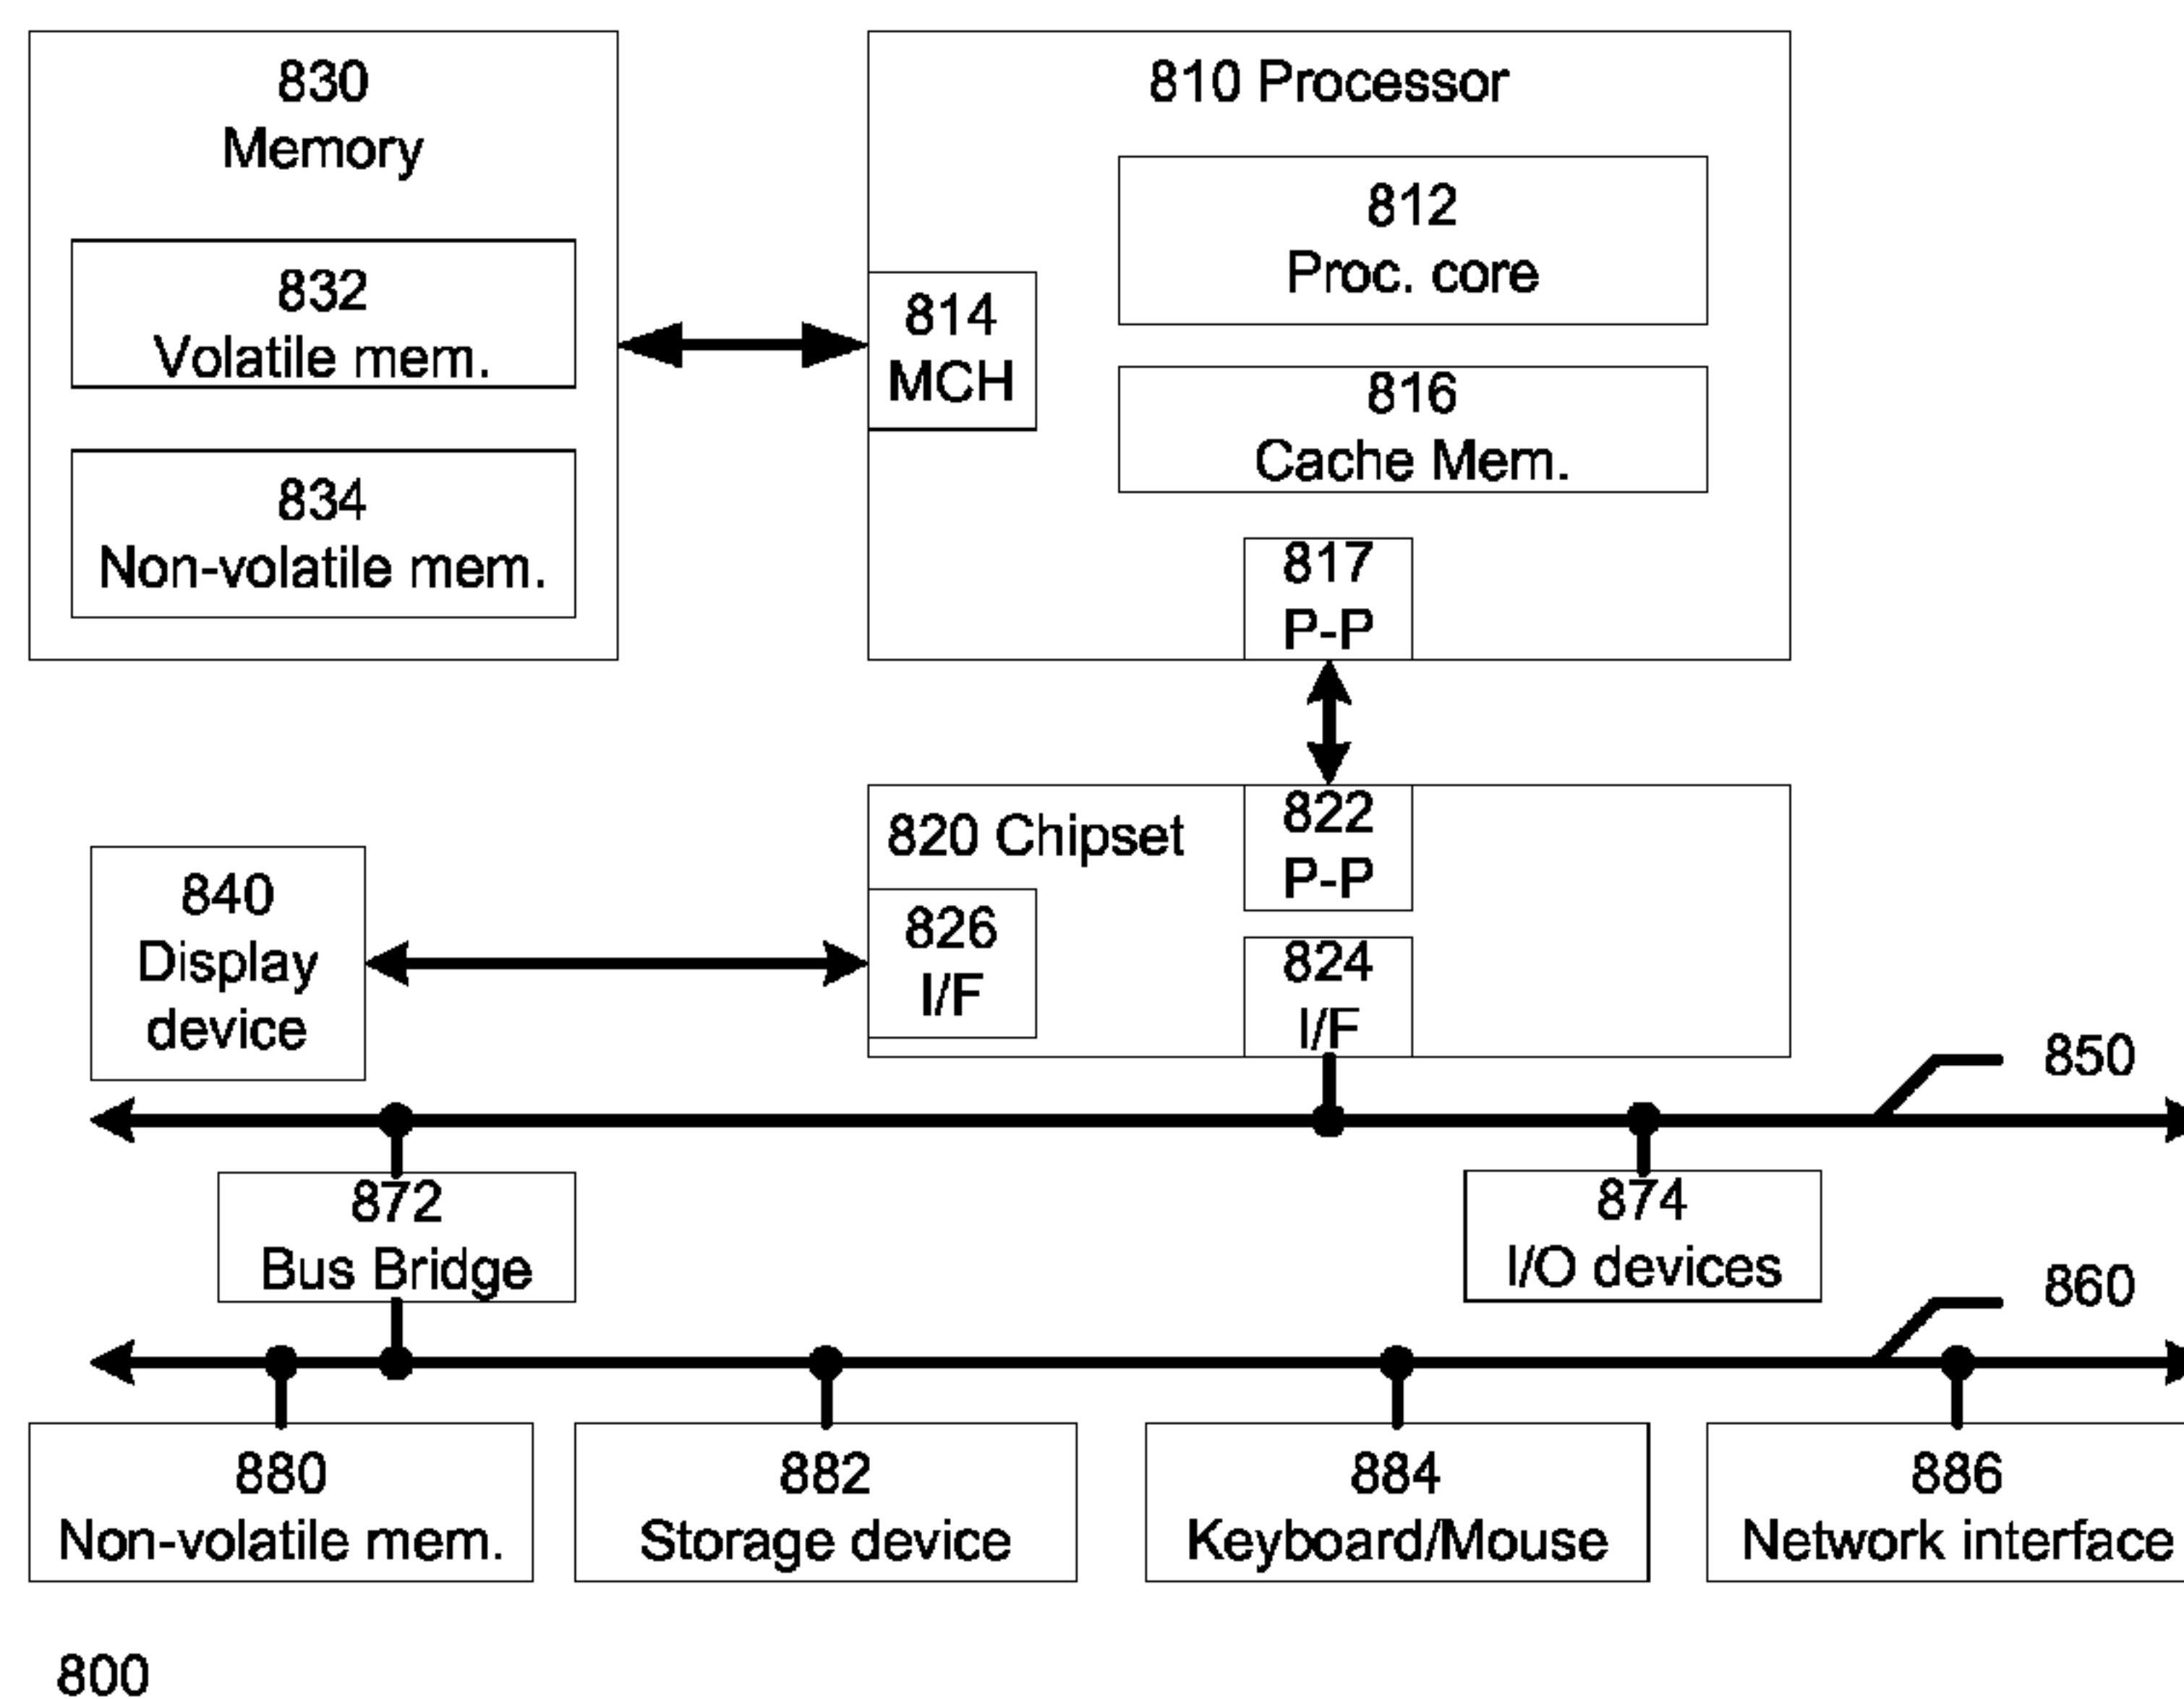 830
Memory
832
Volatile mem.
834
Non-volatile mem.
810 Processor
812
Proc. core
814
MCH
816
Cache Mem.
817
P-P
820 Chipset
822
P-P
826
I/F
824
I/F
840
Display
device
850
872
Bus Bridge
874
I/O devices
860
880
Non-volatile mem.
882
Storage device
884
Keyboard/Mouse
886
Network interface
800